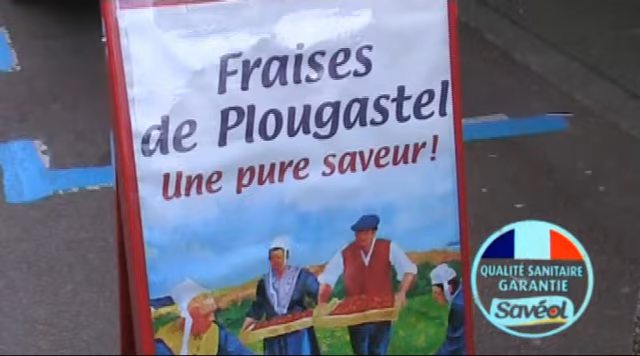 Fraises
de Plougastel
Une pure saveur!
QUALITÉ SANITAIRE
GARANTIE
Savéol